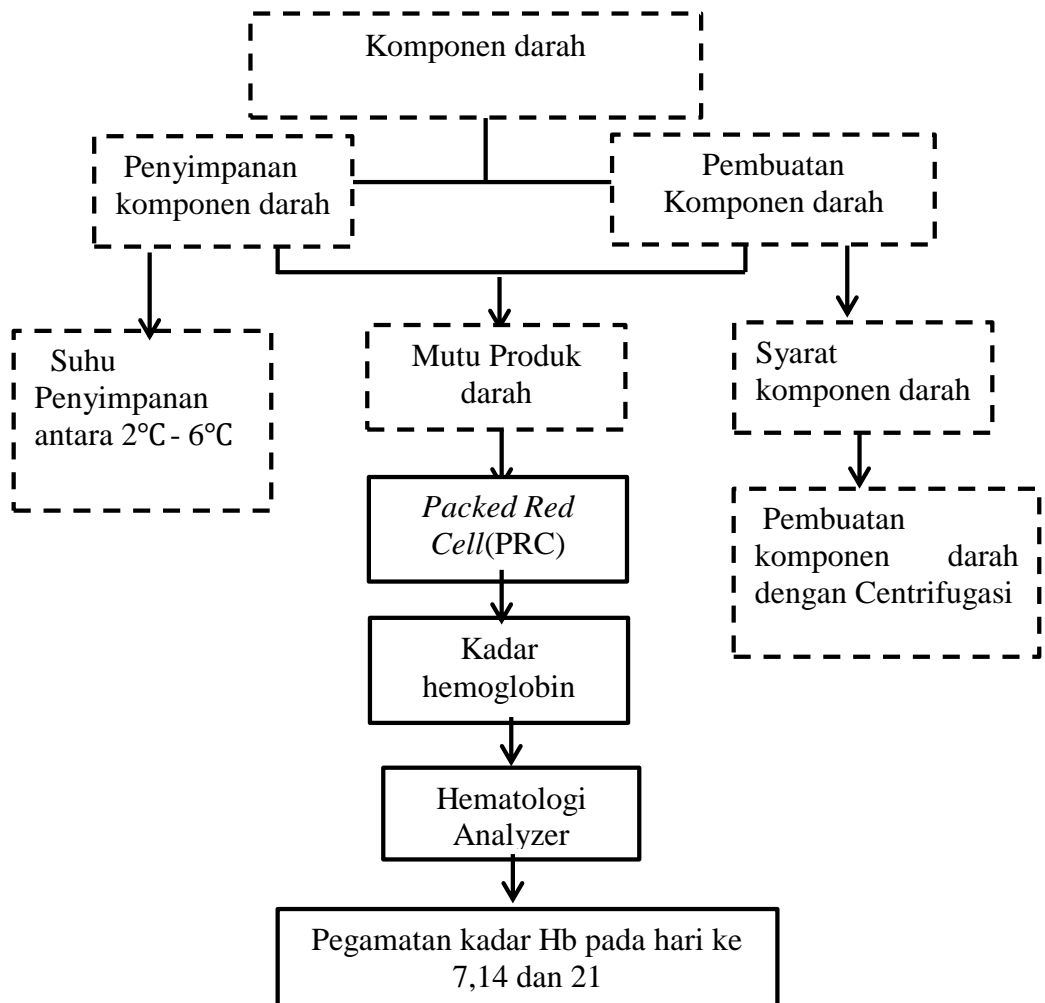 Komponen darah
Penyimpanan
komponen darah
Pembuatan
Komponen darah
Suhu
Penyimpanan
antara 2℃ - 6℃
Mutu Produk
darah
Syarat
komponen darah
Packed Red
Cell(PRC)
Pembuatan
komponen darah
dengan Centrifugasi
Kadar
hemoglobin
Hematologi
Analyzer
Pegamatan kadar Hb pada hari ke
7,14 dan 21